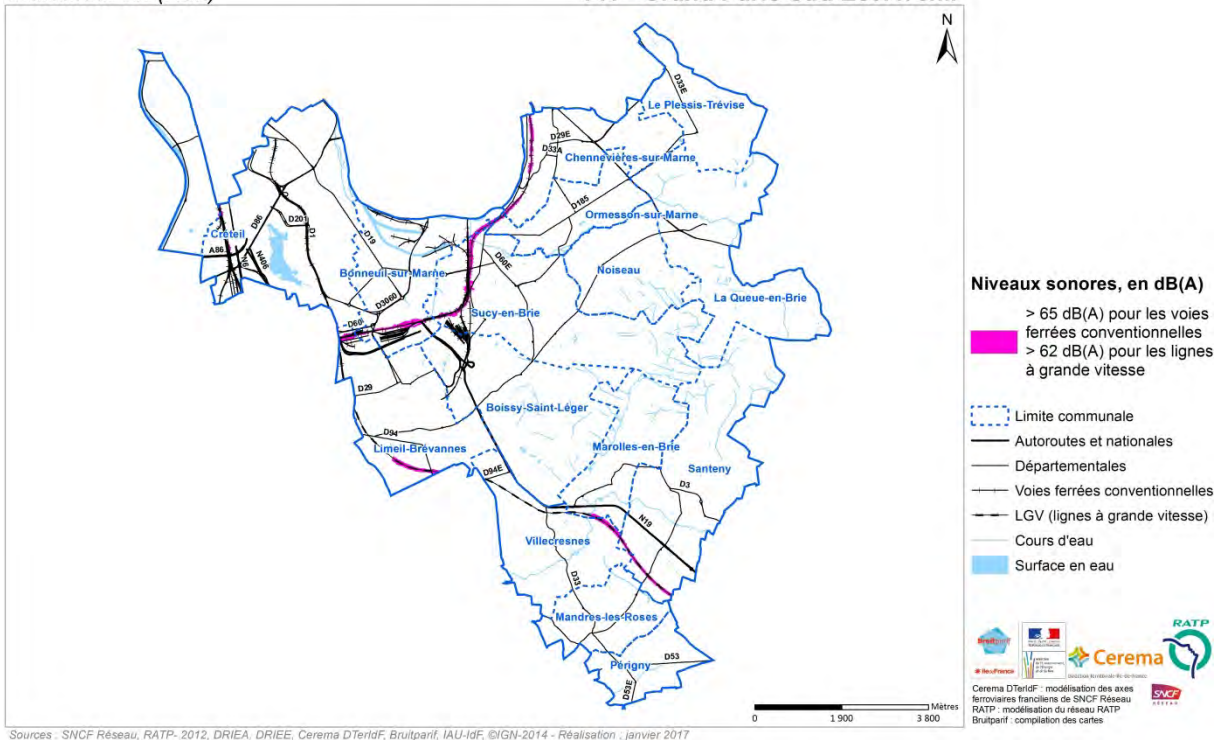 N
D33E
Le Plessis-Trévise
D29E
D33A
Chennevières-sur-Marne
D185
Ormesson-sur-Marne
D86
D201
D1
D19
Créteil
A86
N6
N406
D60E
Bonneuil-sur-Marne
Noiseau
La Queue-en-Brie
D3060
Sucy-en-Brie
D60
D29
Boissy-Saint-Léger
D94
Limeil-Brévannes
Marolles-en-Brie
D94E
Santeny
D3
N19
Villecresnes
D33
Mandres-les-Roses
Périgny
D53
D53E
Mètres
0 1 900 3 800
Niveaux sonores, en dB(A)
> 65 dB(A) pour les voies
ferrées conventionnelles
> 62 dB(A) pour les lignes
à grande vitesse
Limite communale
Autoroutes et nationales
Départementales
Voies ferrées conventionnelles
LGV (lignes à grande vitesse)
Cours d'eau
Surface en eau
RATP
Bruitparif
îledeFrance
Cerema
SNCF
RÉSEAU
Cerema DTerIdF : modélisation des axes
ferroviaires franciliens de SNCF Réseau
RATP : modélisation du réseau RATP
Bruitparif : compilation des cartes
Sources : SNCF Réseau, RATP- 2012, DRIEA, DRIEE, Cerema DTerIdF, Bruitparif, IAU-IdF, ©IGN-2014 - Réalisation : janvier 2017